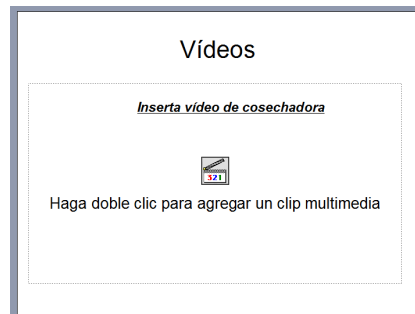 Vídeos
Inserta vídeo de cosechadora
321
Haga doble clic para agregar un clip multimedia